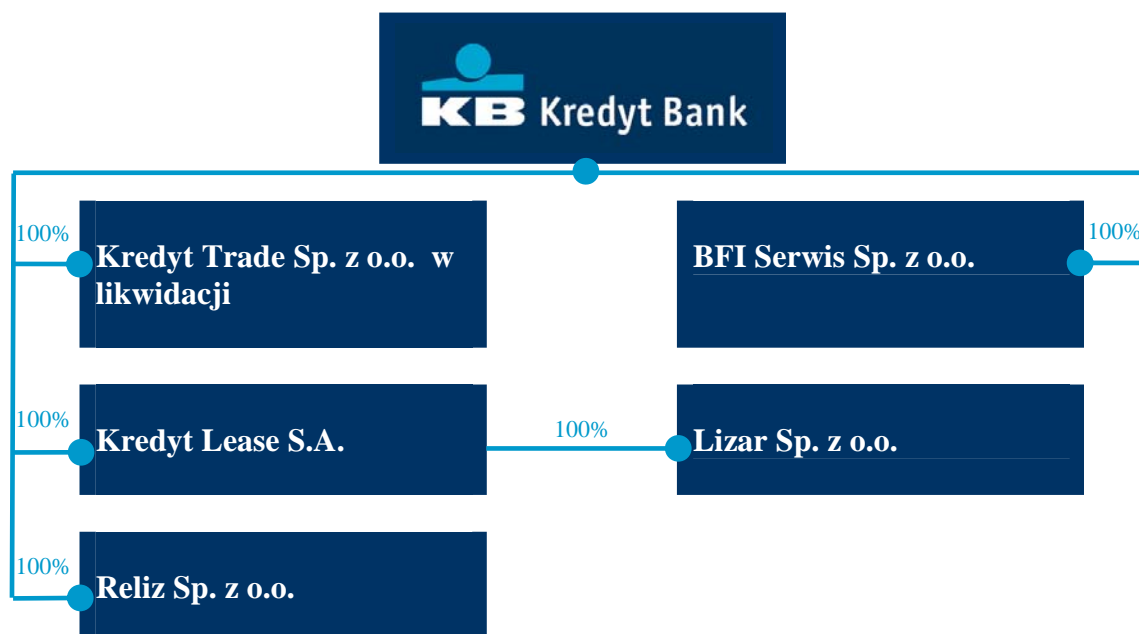 KB Kredyt Bank
100%
Kredyt Trade Sp. z o.o. w
likwidacji
BFI Serwis Sp. z o.o.
100%
100%
Kredyt Lease S.A.
100%
Lizar Sp. z o.o.
100%
Reliz Sp. z o.o.